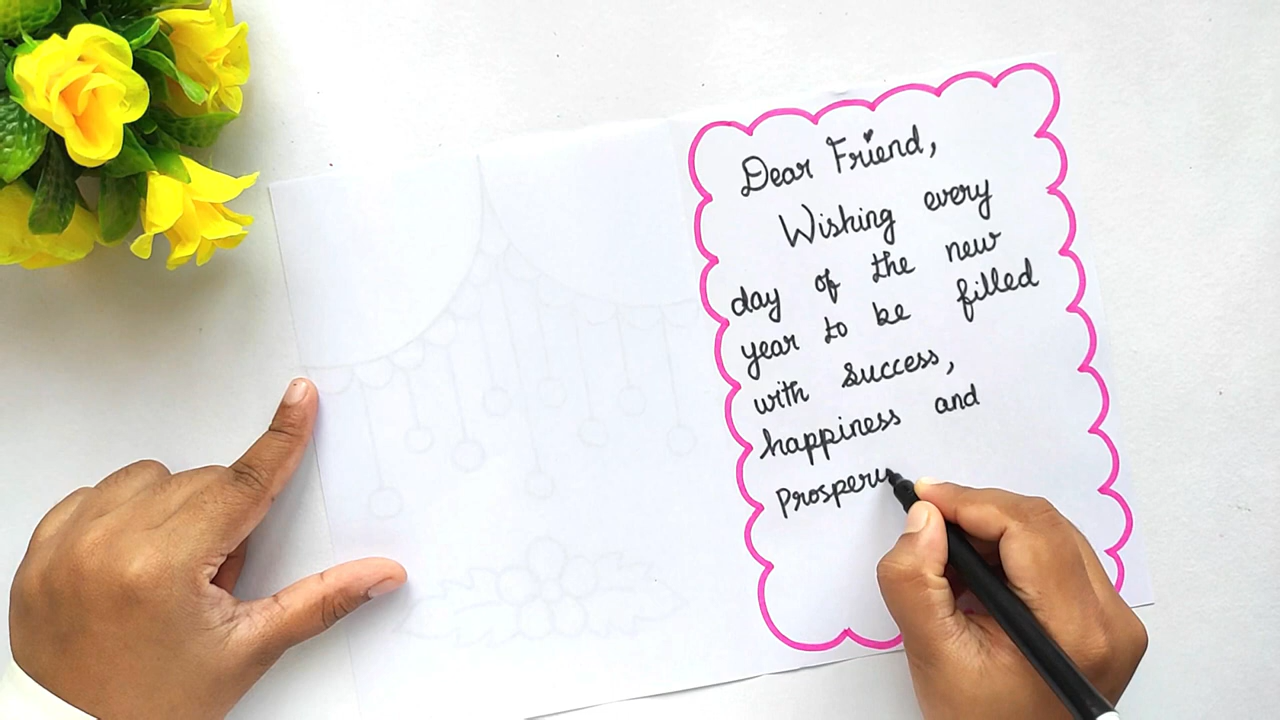 Dear Friend,
Wishing every
day of the new
year to be filled
with success,
happiness and